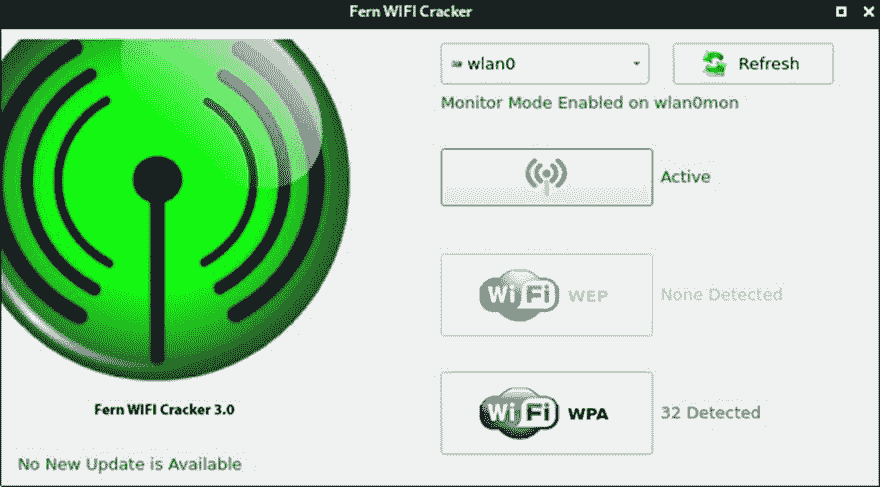 Fern WIFI Cracker
wlan0
Refresh
Monitor Mode Enabled on wlan0mon
Active
WiFi WEP
None Detected
WiFi WPA
32 Detected
Fern WIFI Cracker 3.0
No New Update is Available